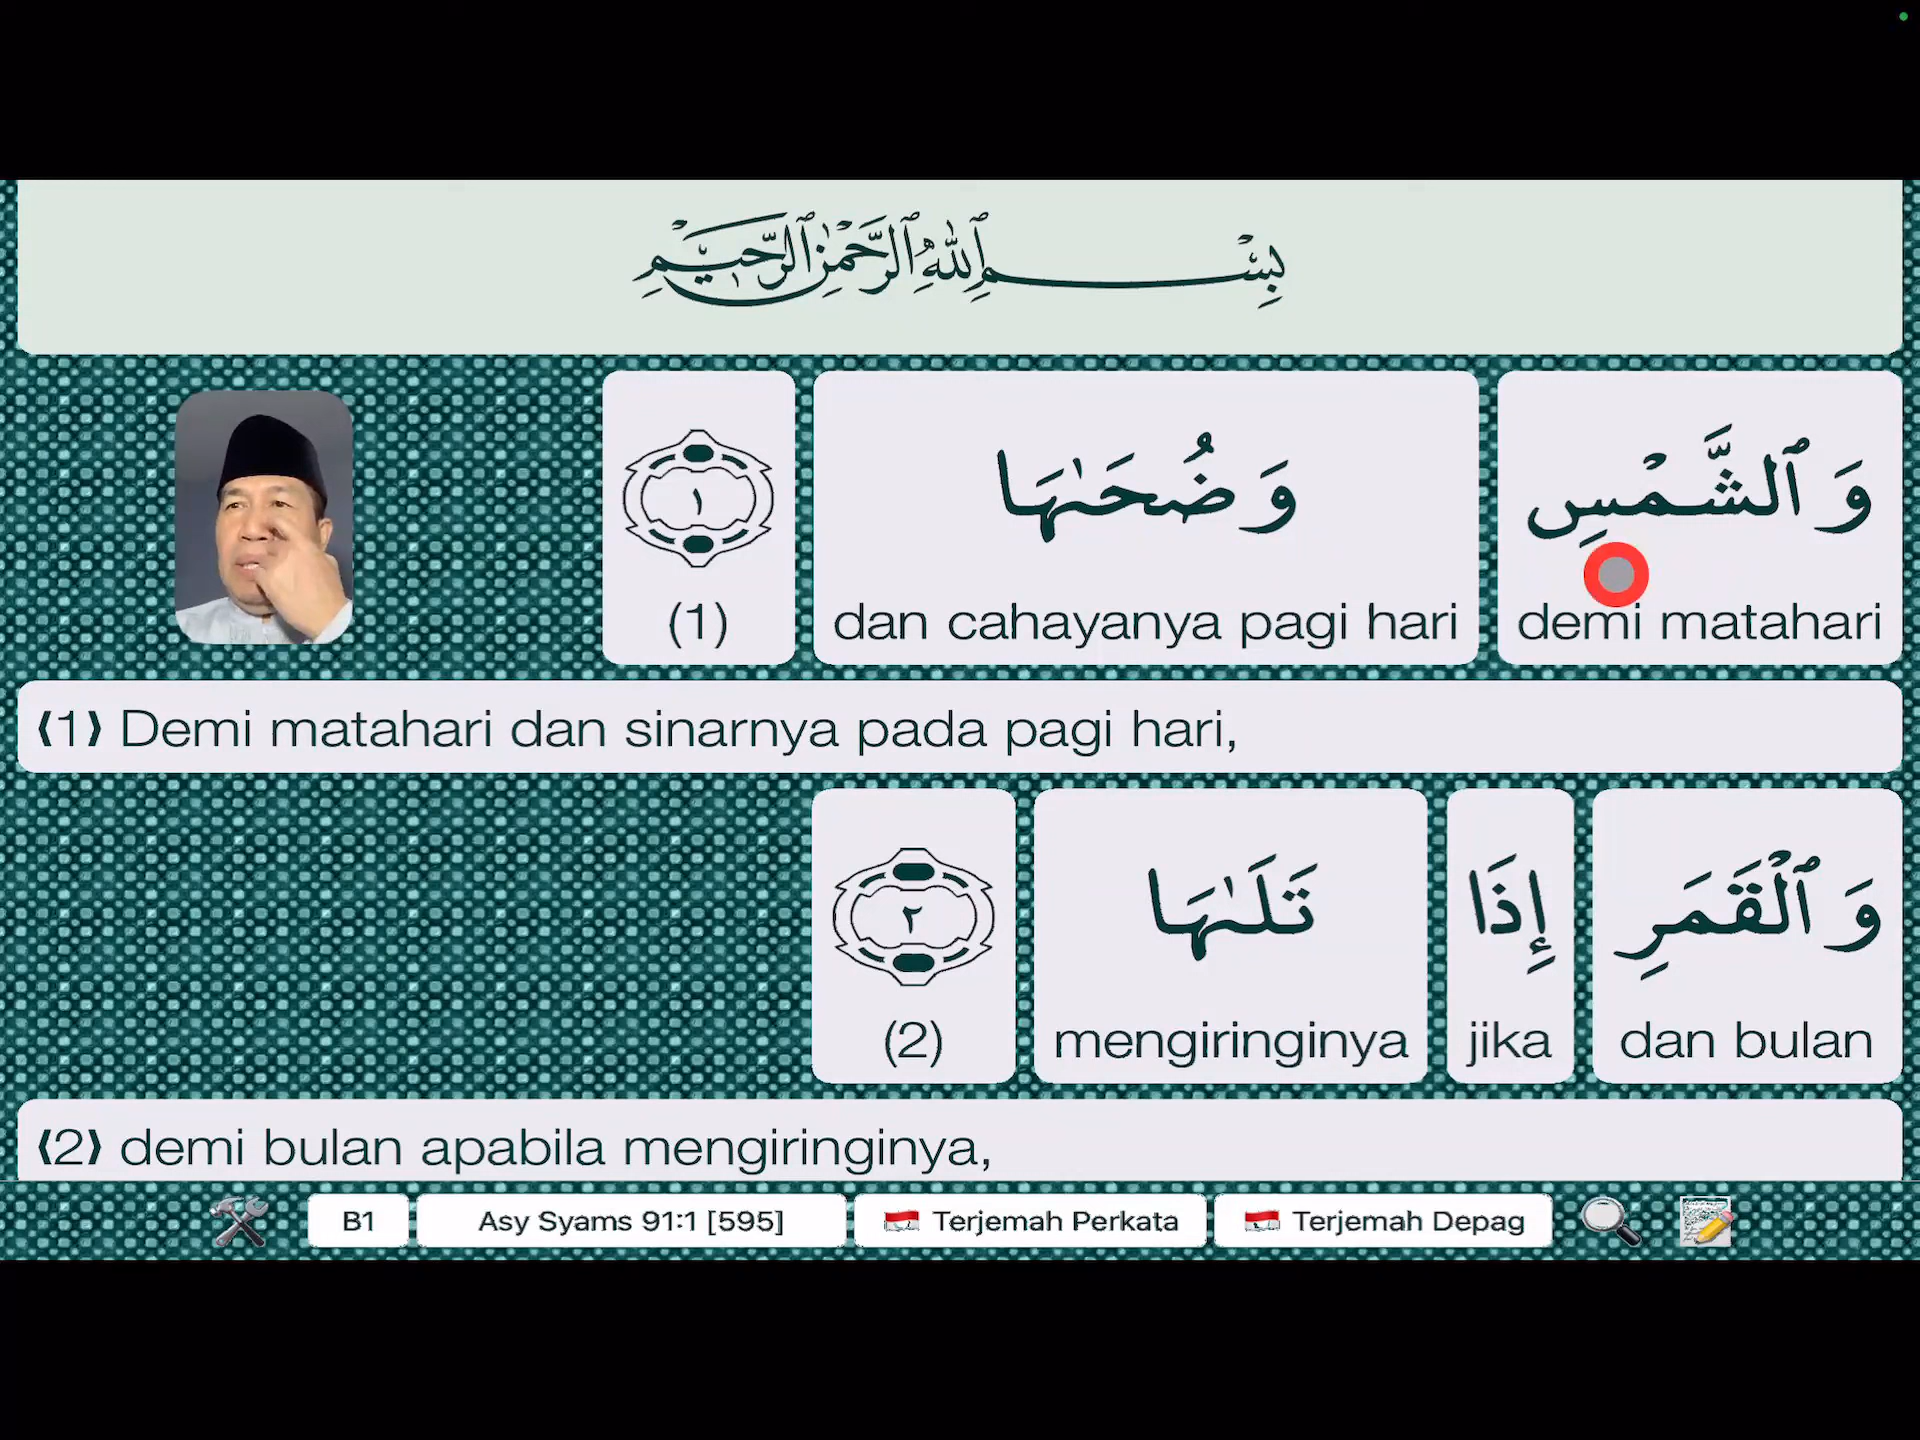 بِسْمِ ٱللَّهِ ٱلرَّحْمَٰنِ ٱلرَّحِيمِ
وَ ٱلشَّمْسِ وَ ضُحَىٰهَا ١
demi matahari dan cahayanya pagi hari (1)
⟨1⟩ Demi matahari dan sinarnya pada pagi hari,
وَ ٱلْقَمَرِ إِذَا تَلَىٰهَا ٢
dan bulan jika mengiringinya (2)
⟨2⟩ demi bulan apabila mengiringinya,
B1 Asy Syams 91:1 [595] Terjemah Perkata Terjemah Depag